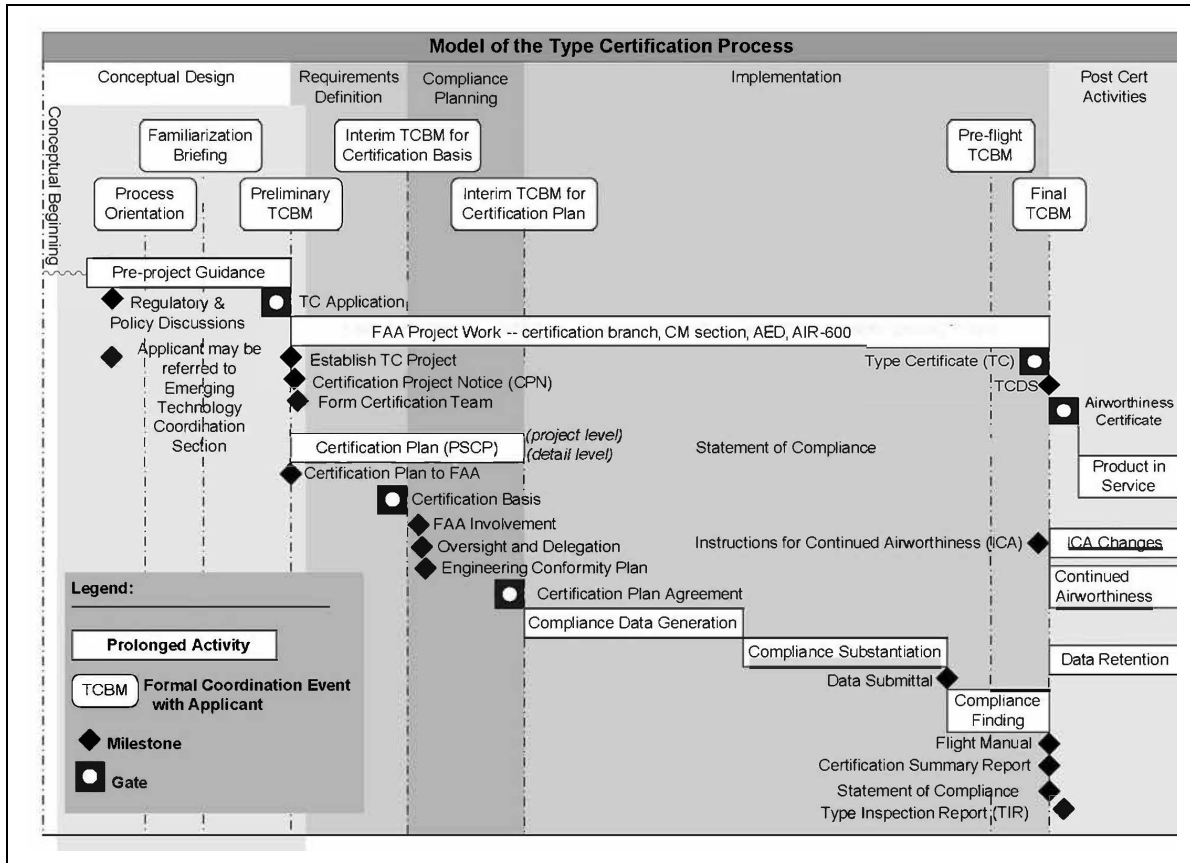 Model of the Type Certification Process
Conceptual Design
Requirements
Definition
Compliance
Planning
Implementation
Post Cert
Activities
Conceptual Beginning
Familiarization
Briefing
Interim TCBM for
Certification Basis
Pre-flight
TCBM
Process
Orientation
Preliminary
TCBM
Interim TCBM for
Certification Plan
Final
TCBM
Pre-project Guidance
Regulatory &
Policy Discussions
TC Application
FAA Project Work -- certification branch, CM section, AED, AIR-600
Applicant may be
referred to
Emerging
Technology
Coordination
Section
Establish TC Project
Certification Project Notice (CPN)
Form Certification Team
Type Certificate (TC)
TCDS
Airworthiness
Certificate
Certification Plan (PSCP)
(project level)
(detail level)
Statement of Compliance
Certification Plan to FAA
Product in
Service
Certification Basis
FAA Involvement
Oversight and Delegation
Engineering Conformity Plan
Instructions for Continued Airworthiness (ICA)
ICA Changes
Continued
Airworthiness
Certification Plan Agreement
Compliance Data Generation
Compliance Substantiation
Data Retention
Data Submittal
Compliance
Finding
Flight Manual
Certification Summary Report
Statement of Compliance
Type Inspection Report (TIR)
Legend:
Prolonged Activity
TCBM
Formal Coordination Event
with Applicant
Milestone
Gate